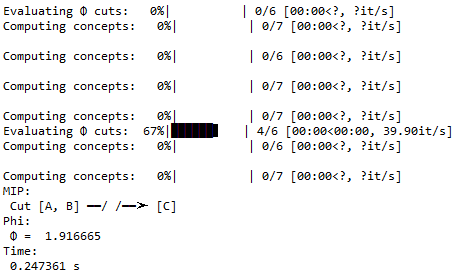 Evaluating Φ cuts:   0%|          | 0/6 [00:00<?, ?it/s]
Computing concepts:   0%|          | 0/7 [00:00<?, ?it/s]
Computing concepts:   0%|          | 0/6 [00:00<?, ?it/s]
Computing concepts:   0%|          | 0/7 [00:00<?, ?it/s]
Computing concepts:   0%|          | 0/7 [00:00<?, ?it/s]
Evaluating Φ cuts:  67%|██████▋   | 4/6 [00:00<00:00, 39.90it/s]
Computing concepts:   0%|          | 0/6 [00:00<?, ?it/s]
Computing concepts:   0%|          | 0/7 [00:00<?, ?it/s]
MIP:
 Cut [A, B] ━━/ /━━➤ [C]
Phi:
 Φ =  1.916665
Time:
 0.247361 s